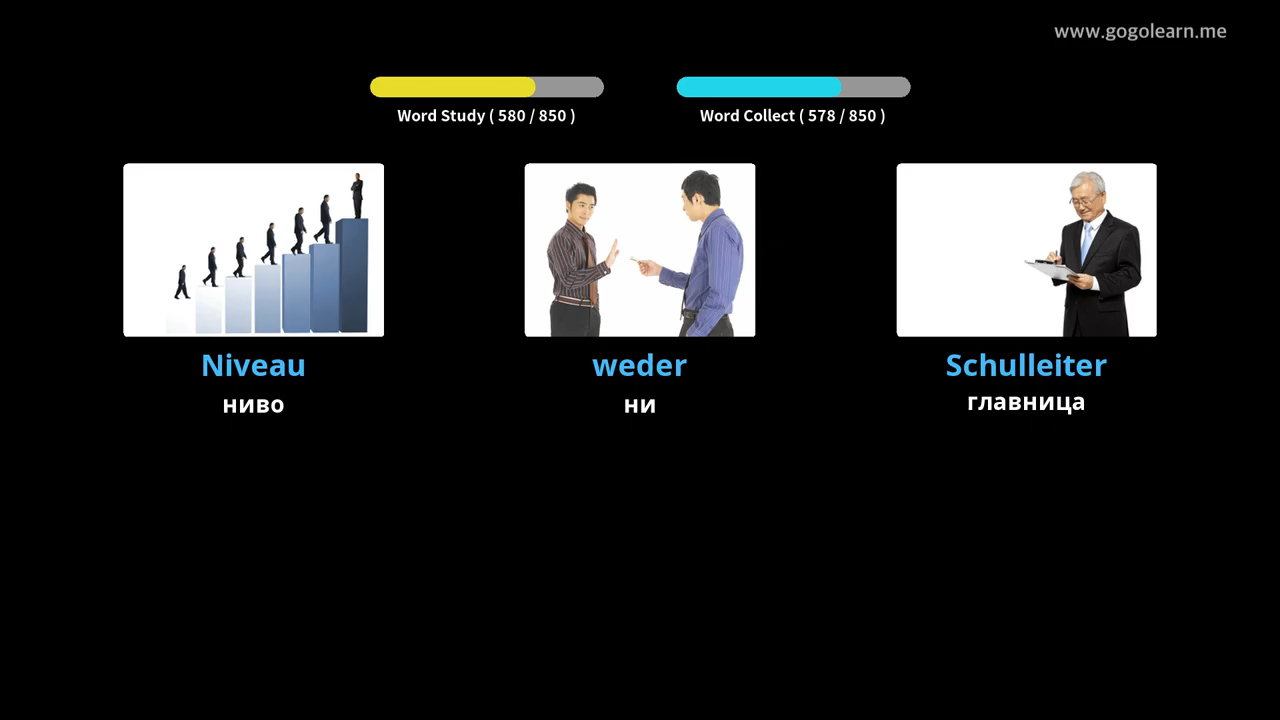 www.gogolearn.me
Word Study ( 580 / 850 )
Word Collect ( 578 / 850 )
Niveau
ниво
weder
ни
Schulleiter
главница